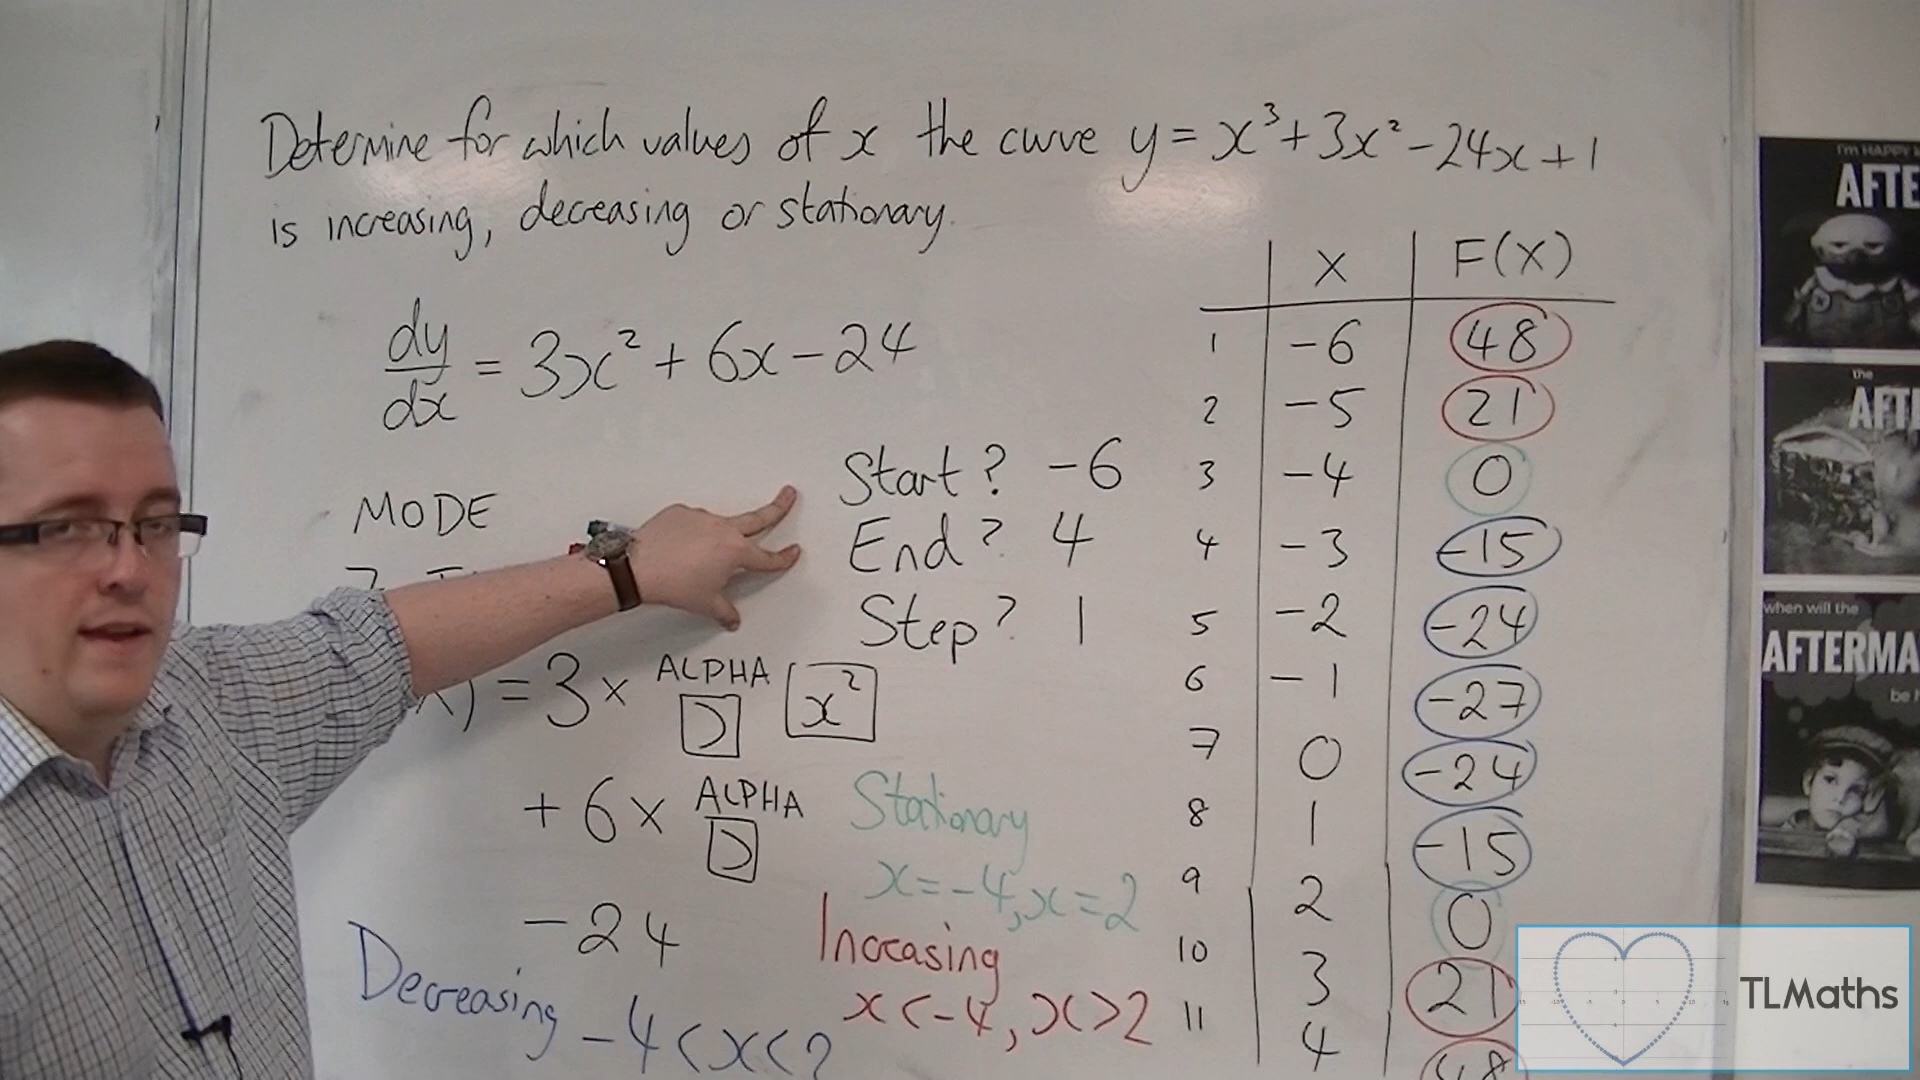 Determine for which values of x the curve y = x³ + 3x² - 24x + 1
is increasing, decreasing or stationary.
dy/dx = 3x² + 6x - 24
MODE
Start? -6
End? 4
Step? 1
= 3 × ALPHA ) x²
+ 6 × ALPHA )
- 24
Decreasing -4 < x < 2
Stationary
x = -4, x = 2
Increasing
x < -4, x > 2
X F(X)
1 -6 48
2 -5 21
3 -4 0
4 -3 -15
5 -2 -24
6 -1 -27
7 0 -24
8 1 -15
9 2 0
10 3 21
11 4 48
I'm HAPPY
AFTE
the
AFT
when will the
AFTERMA
be
TLMaths